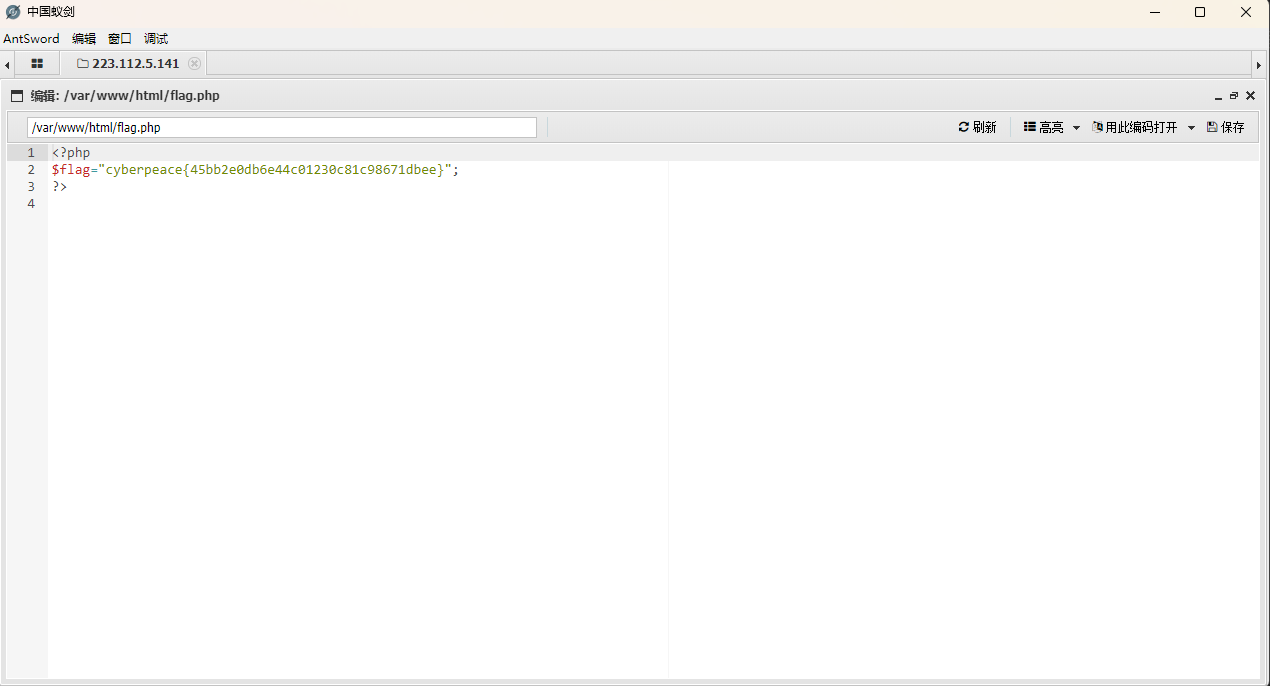 中国蚁剑
AntSword 编辑 窗口 调试
223.112.5.141
编辑: /var/www/html/flag.php
/var/www/html/flag.php 刷新 高亮 用此编码打开 保存
1 <?php
2 $flag="cyberpeace{45bb2e0db6e44c01230c81c98671dbee}";
3 ?>
4